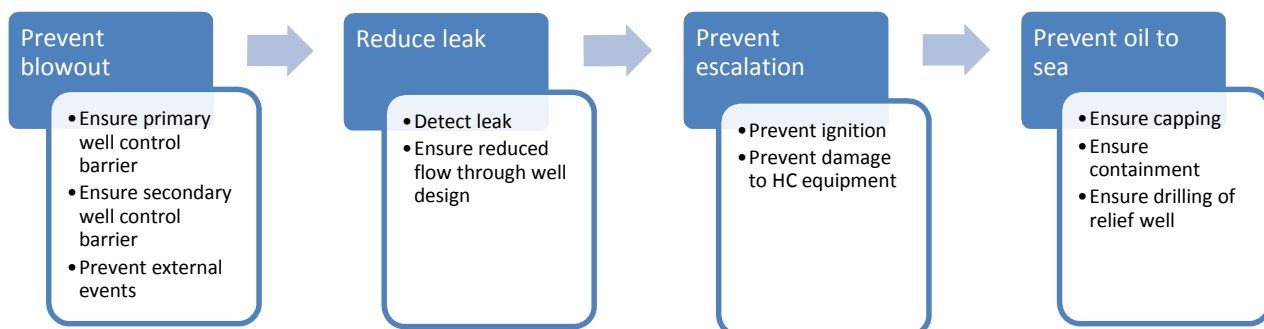 Prevent
blowout
• Ensure primary
well control
barrier
• Ensure secondary
well control
barrier
• Prevent external
events
Reduce leak
• Detect leak
• Ensure reduced
flow through well
design
Prevent
escalation
• Prevent ignition
• Prevent damage
to HC equipment
Prevent oil to
sea
• Ensure capping
• Ensure
containment
• Ensure drilling of
relief well